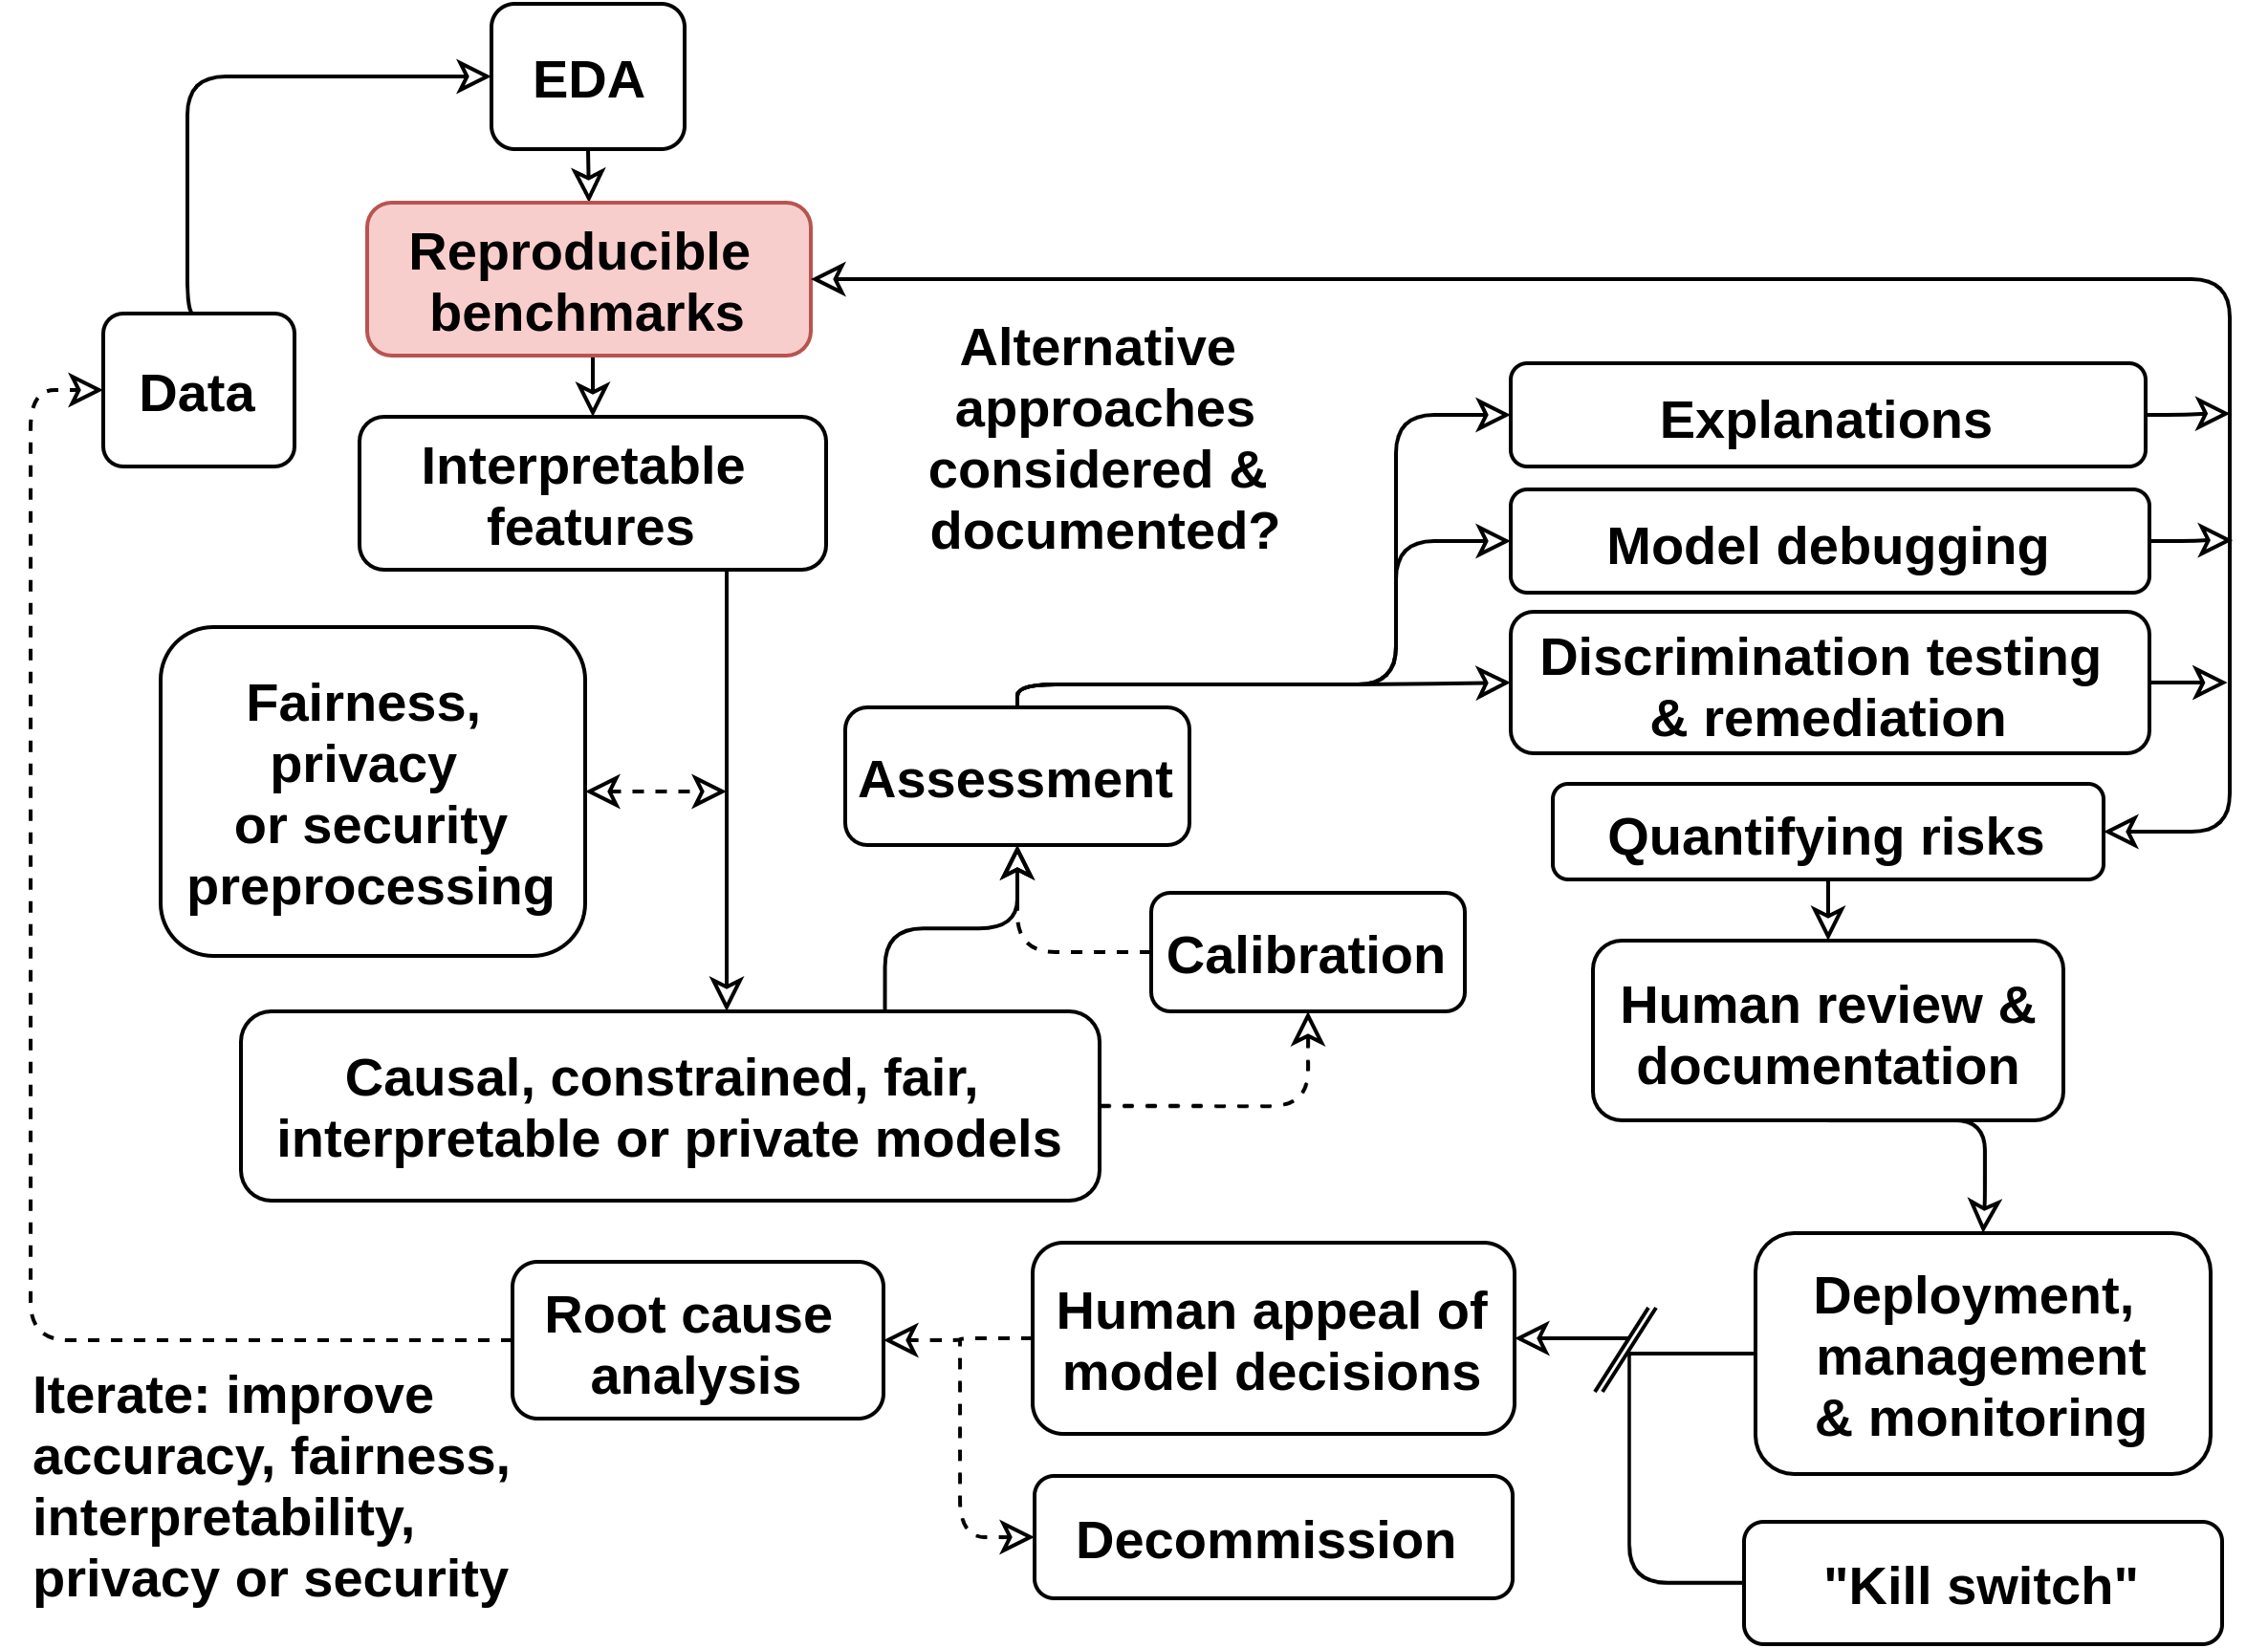 EDA
Reproducible
benchmarks
Data
Interpretable
features
Alternative
approaches
considered &
documented?
Explanations
Model debugging
Discrimination testing
& remediation
Fairness,
privacy
or security
preprocessing
Assessment
Quantifying risks
Calibration
Human review &
documentation
Causal, constrained, fair,
interpretable or private models
Root cause
analysis
Human appeal of
model decisions
Deployment,
management
& monitoring
Iterate: improve
accuracy, fairness,
interpretability,
privacy or security
Decommission
"Kill switch"